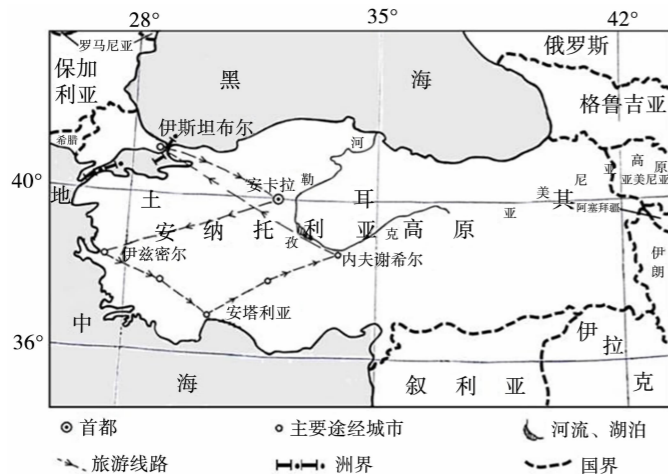 28°
35°
42°
罗马尼亚
保加
利亚
黑
海
俄罗斯
格鲁吉亚
希腊
伊斯坦布尔
河
安卡拉
勒
40°
地
土
耳
其
美
尼
亚
高
原
亚美尼亚
阿塞拜疆
安
纳
托
利
亚
高
原
亚
孜
克
伊兹密尔
内夫谢希尔
伊
朗
安塔利亚
中
36°
海
叙
利
亚
伊
拉
克
首都
主要途经城市
河流、湖泊
旅游线路
洲界
国界